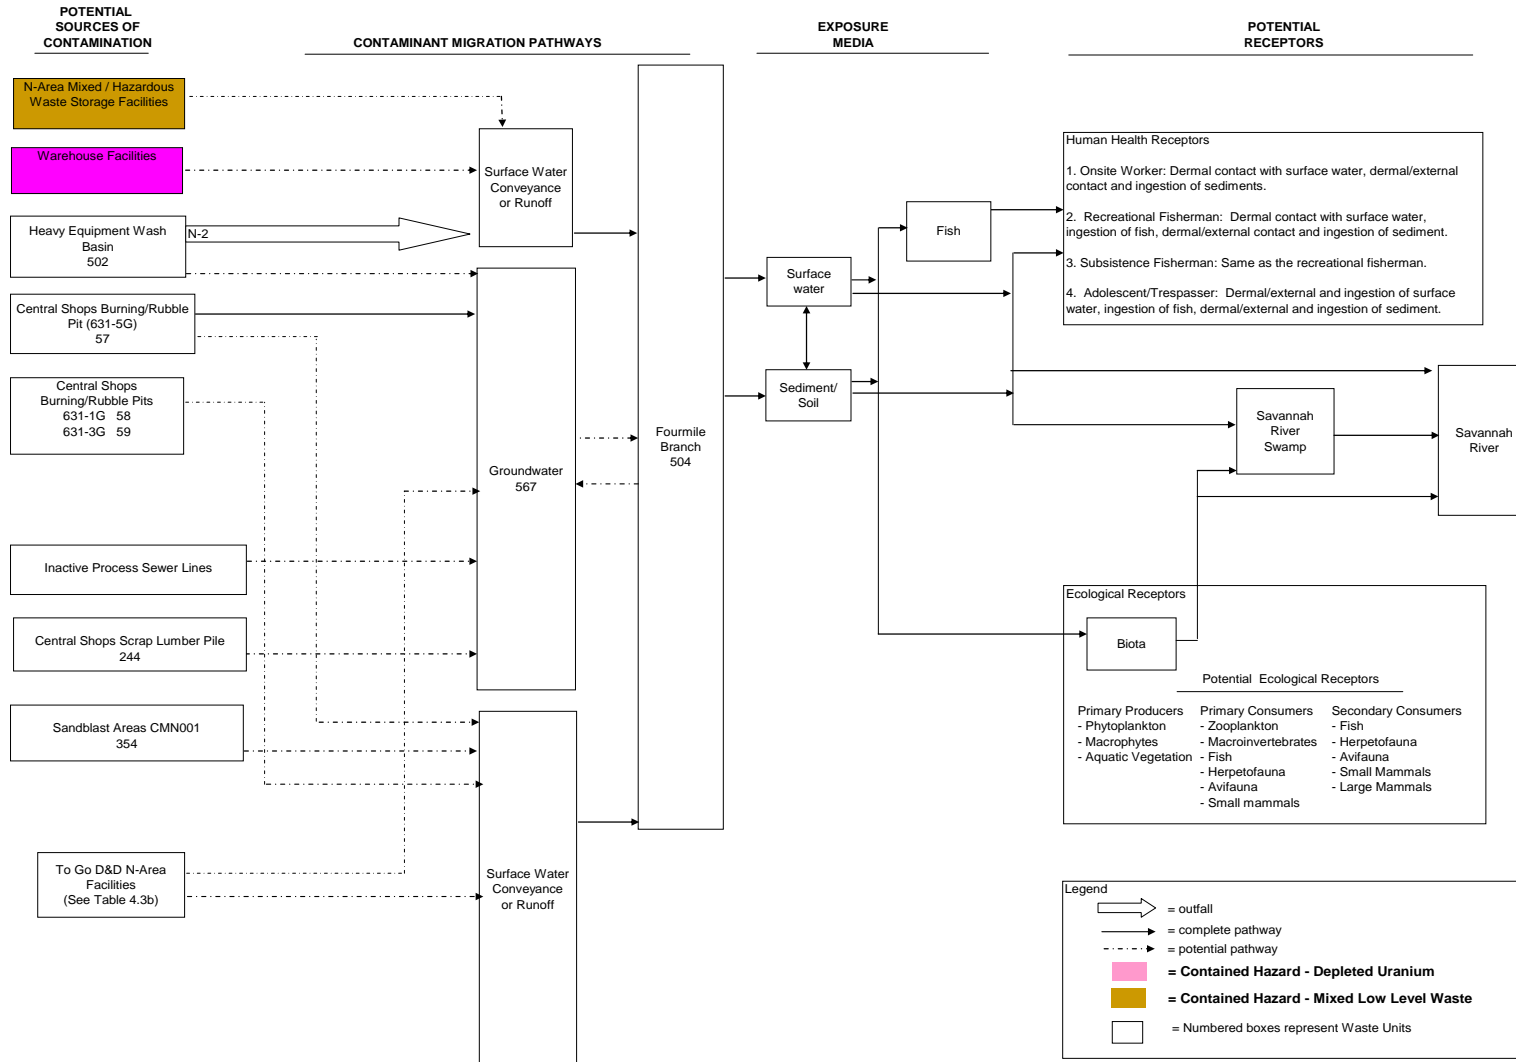 POTENTIAL
SOURCES OF
CONTAMINATION
CONTAMINANT MIGRATION PATHWAYS
EXPOSURE
MEDIA
POTENTIAL
RECEPTORS
N-Area Mixed / Hazardous
Waste Storage Facilities
Warehouse Facilities
Heavy Equipment Wash
Basin
502
N-2
Central Shops Burning/Rubble
Pit (631-5G)
57
Central Shops
Burning/Rubble Pits
631-1G 58
631-3G 59
Inactive Process Sewer Lines
Central Shops Scrap Lumber Pile
244
Sandblast Areas CMN001
354
To Go D&D N-Area
Facilities
(See Table 4.3b)
Surface Water
Conveyance
or Runoff
Groundwater
567
Surface Water
Conveyance
or Runoff
Fourmile
Branch
504
Surface
water
Sediment/
Soil
Fish
Human Health Receptors
1. Onsite Worker: Dermal contact with surface water, dermal/external
contact and ingestion of sediments.
2. Recreational Fisherman: Dermal contact with surface water,
ingestion of fish, dermal/external contact and ingestion of sediment.
3. Subsistence Fisherman: Same as the recreational fisherman.
4. Adolescent/Trespasser: Dermal/external and ingestion of surface
water, ingestion of fish, dermal/external and ingestion of sediment.
Savannah
River
Swamp
Savannah
River
Ecological Receptors
Biota
Potential Ecological Receptors
Primary Producers
- Phytoplankton
- Macrophytes
- Aquatic Vegetation
Primary Consumers
- Zooplankton
- Macroinvertebrates
- Fish
- Herpetofauna
- Avifauna
- Small mammals
Secondary Consumers
- Fish
- Herpetofauna
- Avifauna
- Small Mammals
- Large Mammals
Legend
= outfall
= complete pathway
= potential pathway
= Contained Hazard - Depleted Uranium
= Contained Hazard - Mixed Low Level Waste
= Numbered boxes represent Waste Units